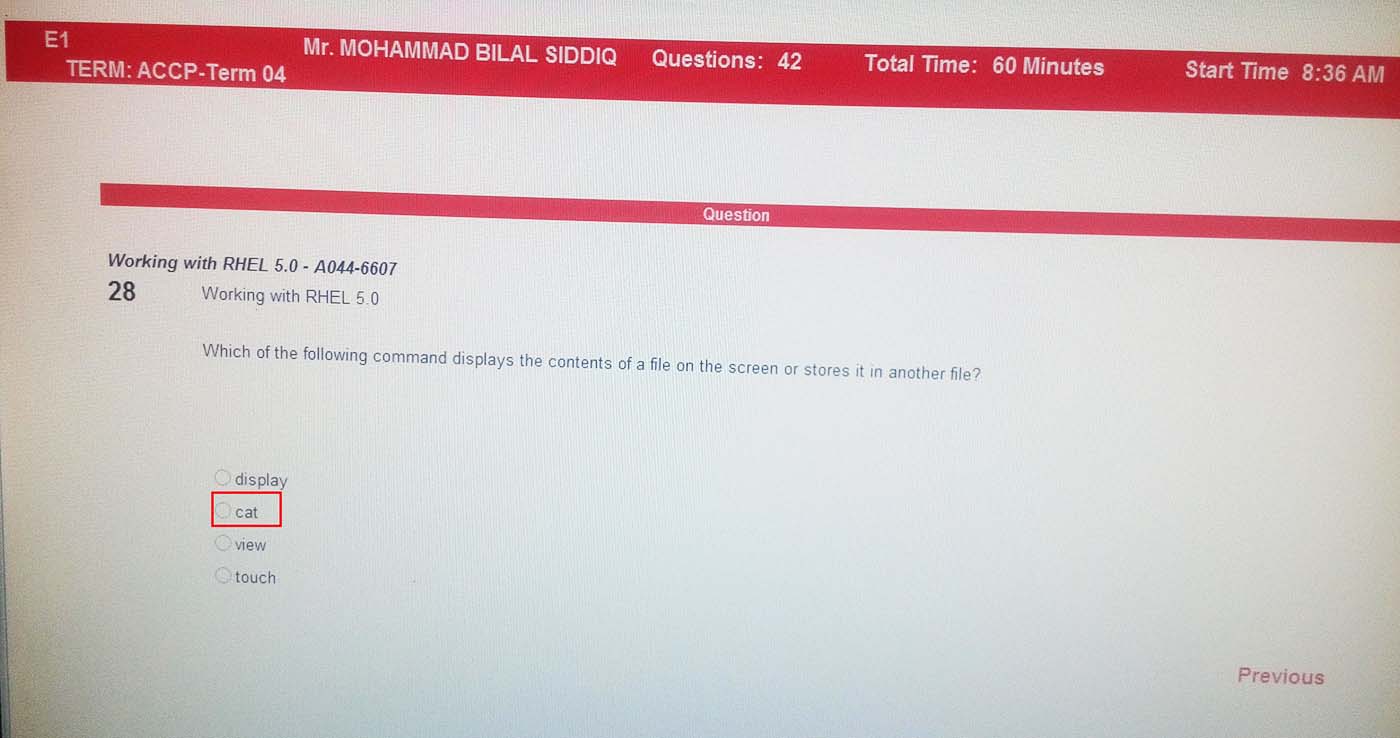 E1
TERM: ACCP-Term 04
Mr. MOHAMMAD BILAL SIDDIQ Questions: 42 Total Time: 60 Minutes Start Time 8:36 AM
Question
Working with RHEL 5.0 - A044-6607
28 Working with RHEL 5.0
Which of the following command displays the contents of a file on the screen or stores it in another file?
display
cat
view
touch
Previous